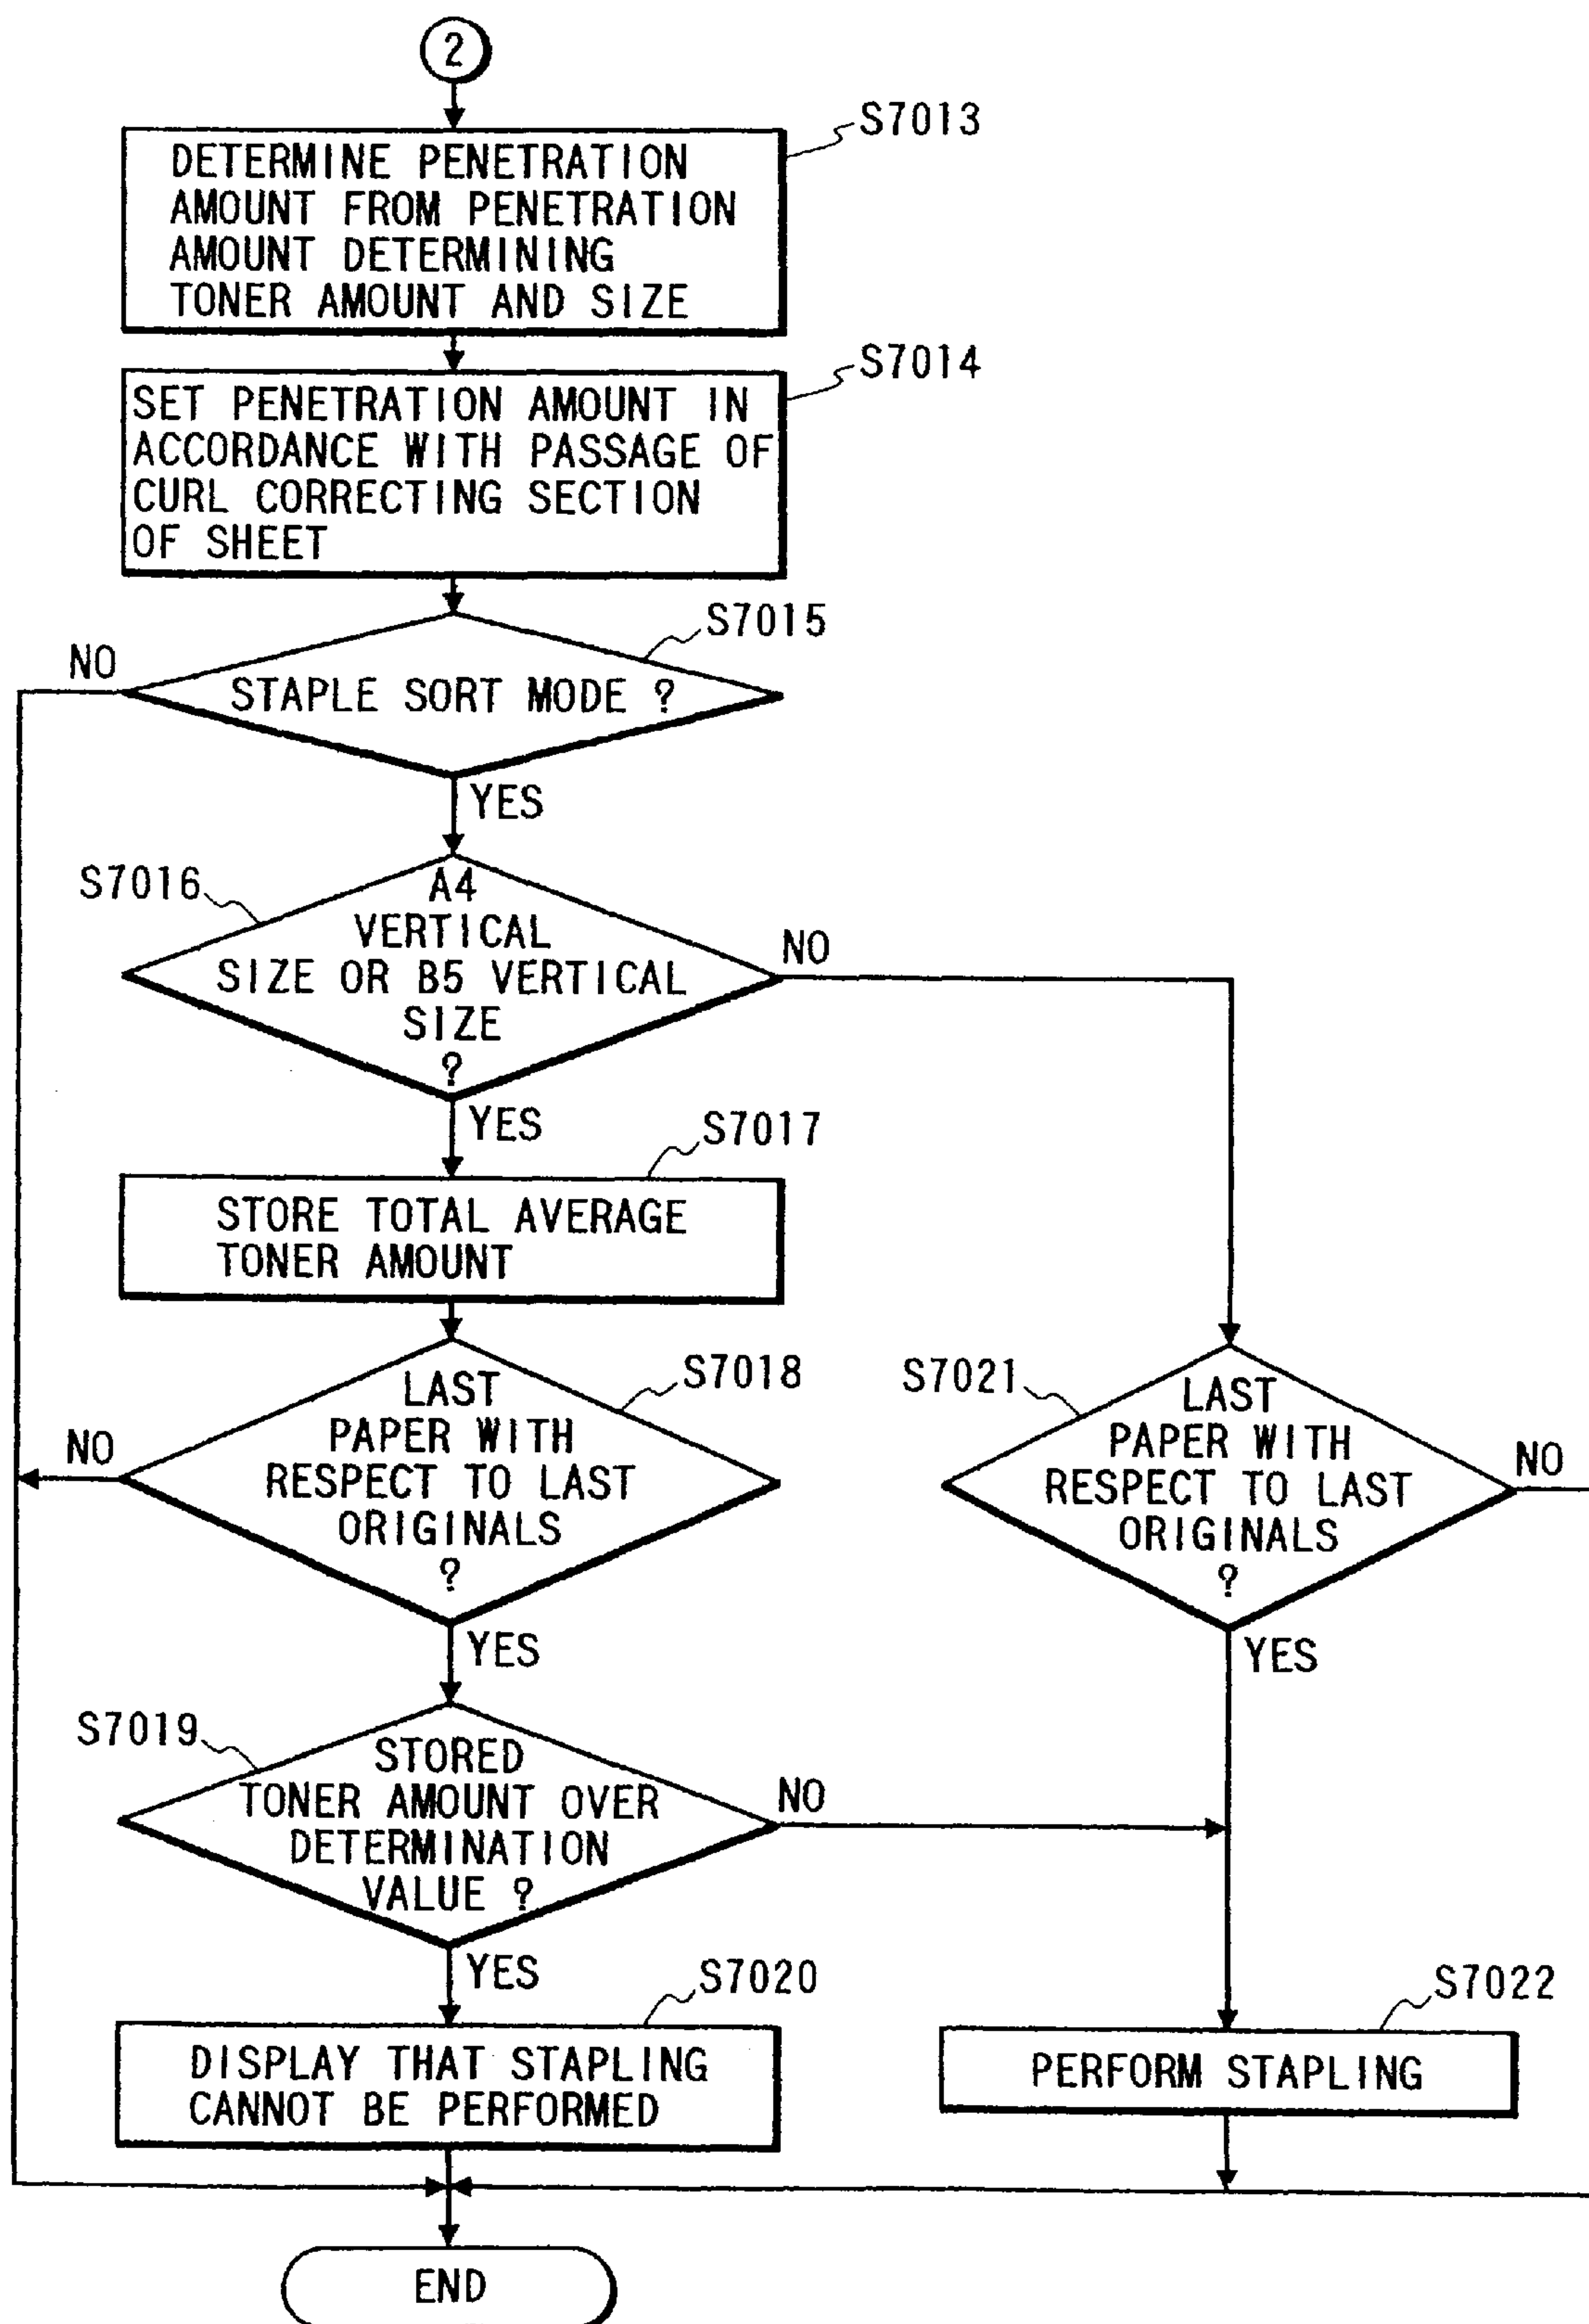 2
S7013
DETERMINE PENETRATION
AMOUNT FROM PENETRATION
AMOUNT DETERMINING
TONER AMOUNT AND SIZE
S7014
SET PENETRATION AMOUNT IN
ACCORDANCE WITH PASSAGE OF
CURL CORRECTING SECTION
OF SHEET
S7015
NO
STAPLE SORT MODE ?
YES
S7016
A4
VERTICAL
SIZE OR B5 VERTICAL
SIZE
?
NO
YES
S7017
STORE TOTAL AVERAGE
TONER AMOUNT
S7018
LAST
PAPER WITH
RESPECT TO LAST
ORIGINALS
?
NO
YES
S7021
LAST
PAPER WITH
RESPECT TO LAST
ORIGINALS
?
NO
YES
S7019
STORED
TONER AMOUNT OVER
DETERMINATION
VALUE ?
NO
YES
S7020
DISPLAY THAT STAPLING
CANNOT BE PERFORMED
S7022
PERFORM STAPLING
END